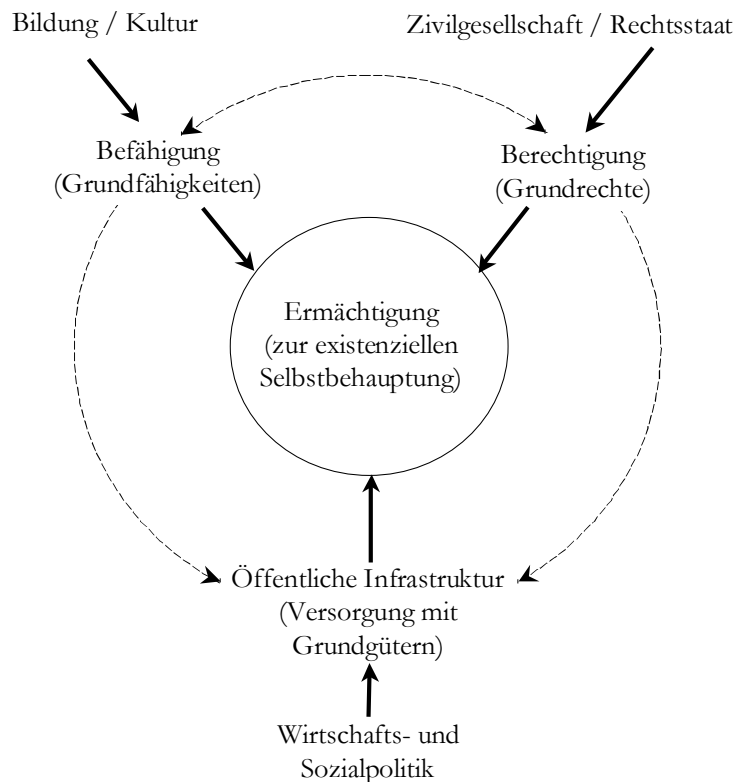 Bildung / Kultur
Zivilgesellschaft / Rechtsstaat
Befähigung
(Grundfähigkeiten)
Berechtigung
(Grundrechte)
Ermächtigung
(zur existenziellen
Selbstbehauptung)
Öffentliche Infrastruktur
(Versorgung mit
Grundgütern)
Wirtschafts- und
Sozialpolitik